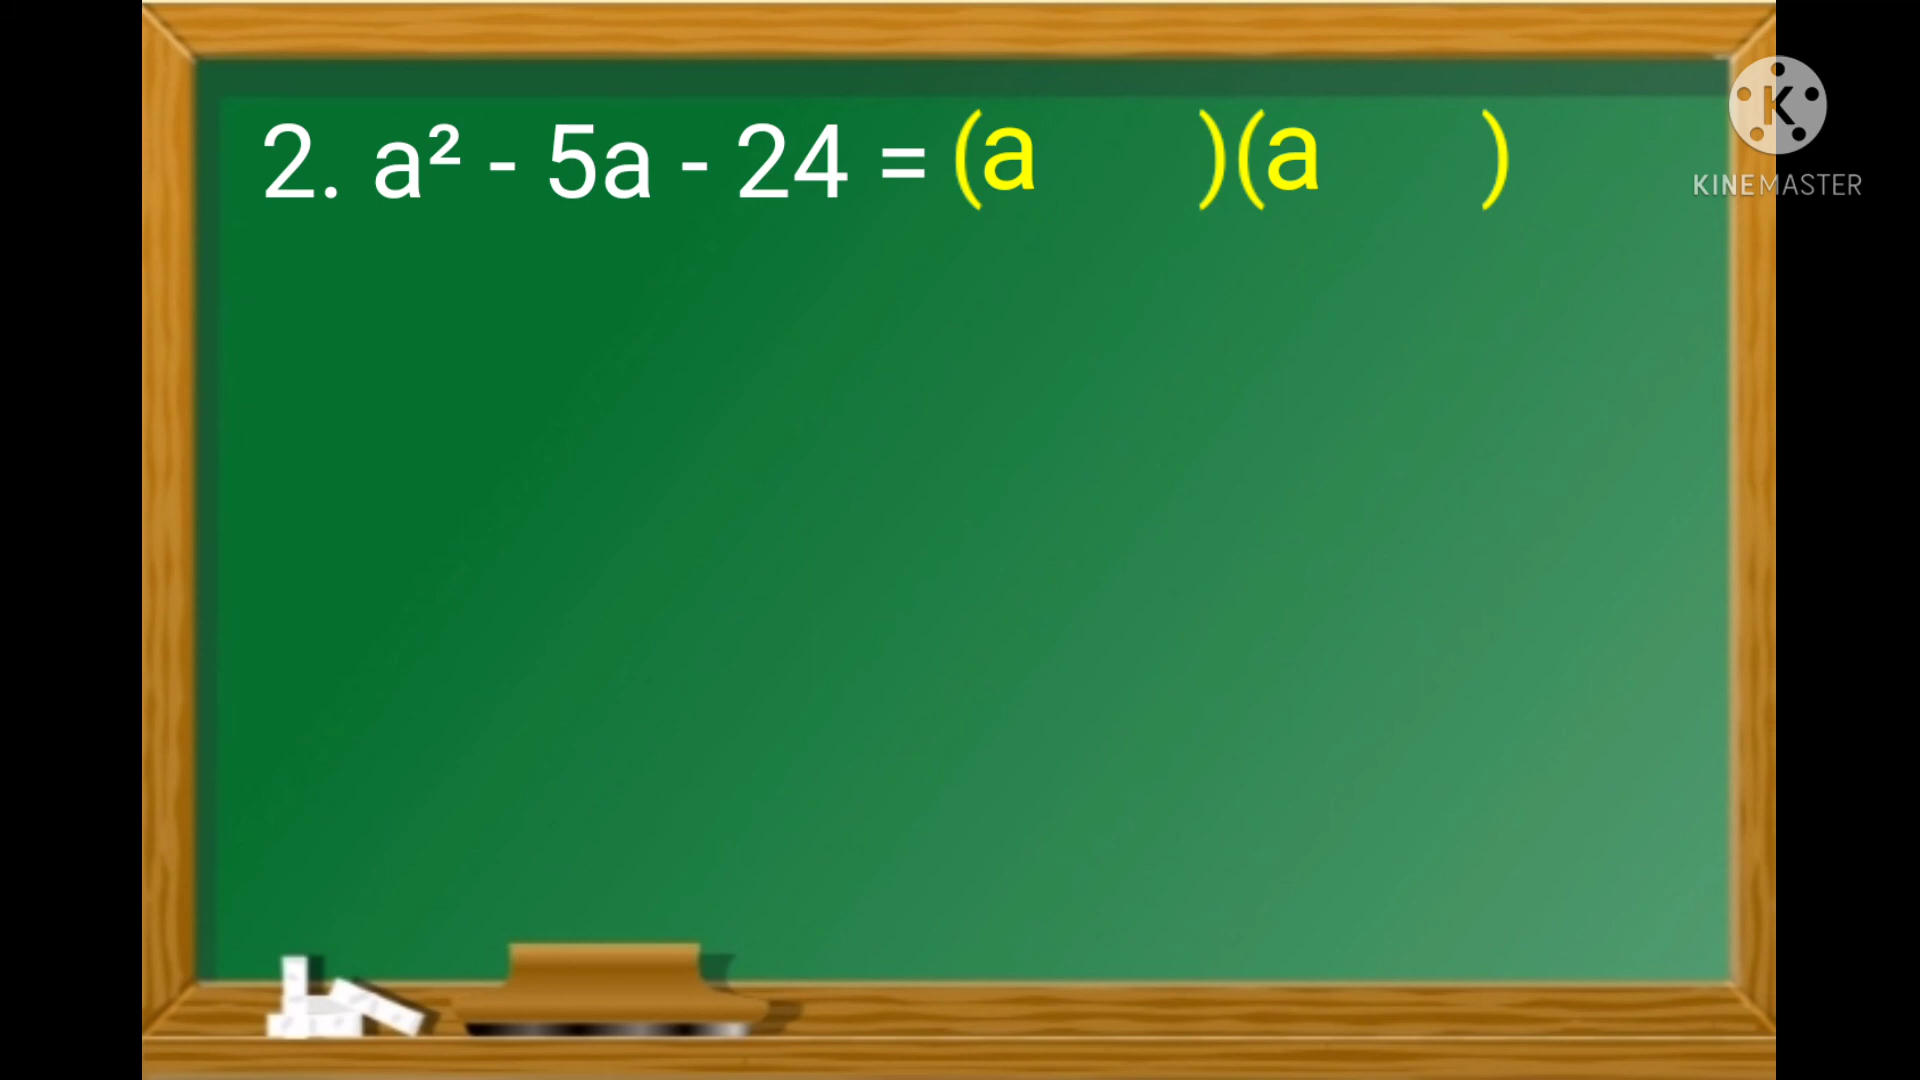 2. a² - 5a - 24 = (a )(a )
KINEMASTER